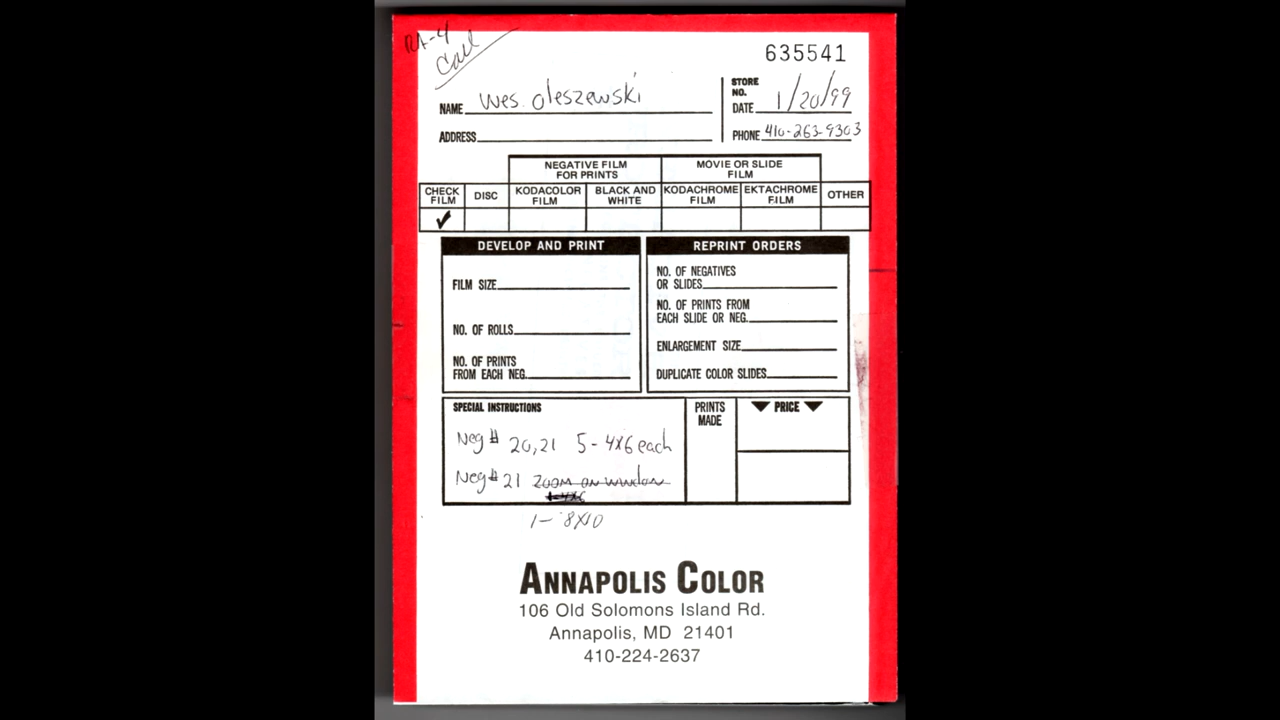 RA-4
Call
635541
NAME Wes. Oleszewski
STORE NO.
DATE 1/20/99
ADDRESS
PHONE 410-263-9303
NEGATIVE FILM FOR PRINTS
MOVIE OR SLIDE FILM
CHECK FILM
DISC
KODACOLOR FILM
BLACK AND WHITE
KODACHROME FILM
EKTACHROME FILM
OTHER
✓
DEVELOP AND PRINT
FILM SIZE
NO. OF ROLLS
NO. OF PRINTS
FROM EACH NEG.
REPRINT ORDERS
NO. OF NEGATIVES
OR SLIDES
NO. OF PRINTS FROM
EACH SLIDE OR NEG.
ENLARGEMENT SIZE
DUPLICATE COLOR SLIDES
SPECIAL INSTRUCTIONS
PRINTS MADE
▼ PRICE ▼
Neg # 20,21 5-4x6 each
Neg # 21 Zoom on window
1-4x6
1-8x10
ANNAPOLIS COLOR
106 Old Solomons Island Rd.
Annapolis, MD 21401
410-224-2637